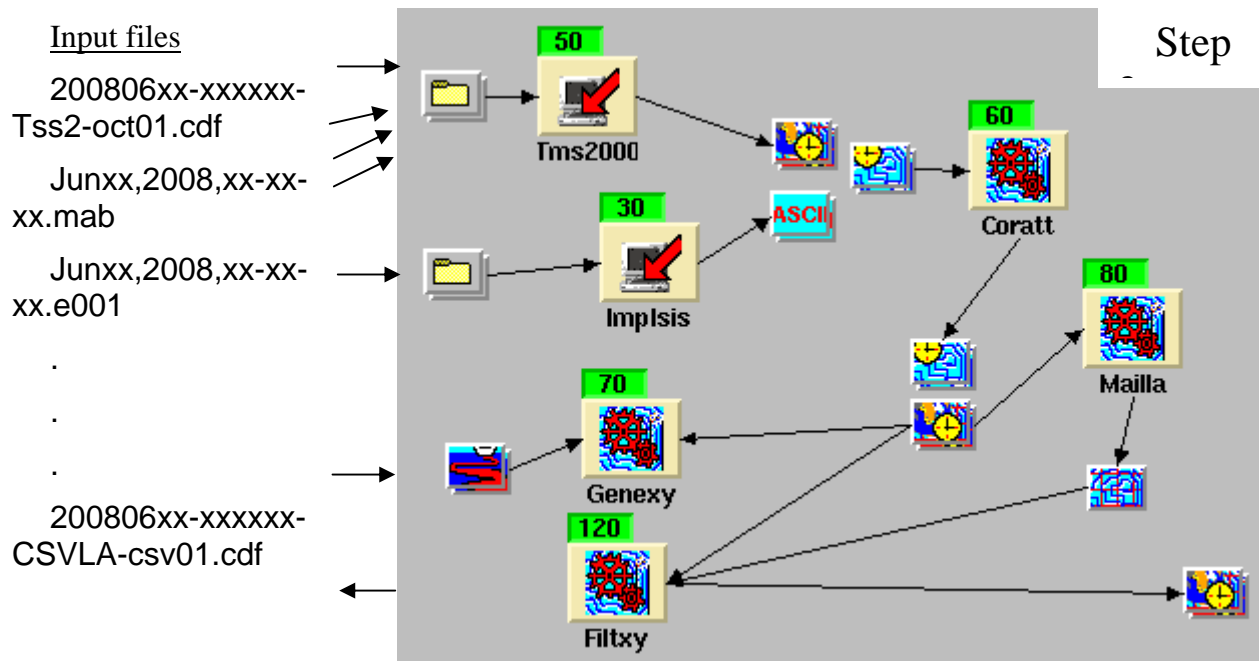 Input files
200806xx-xxxxxx-
Tss2-oct01.cdf
Junxx,2008,xx-xx-
xx.mab
Junxx,2008,xx-xx-
xx.e001
.
.
.
200806xx-xxxxxx-
CSVLA-csv01.cdf
Step
50
Tms2000
60
Coratt
30
ASCII
ImpIsis
80
Mailla
70
Genexy
120
Filtxy